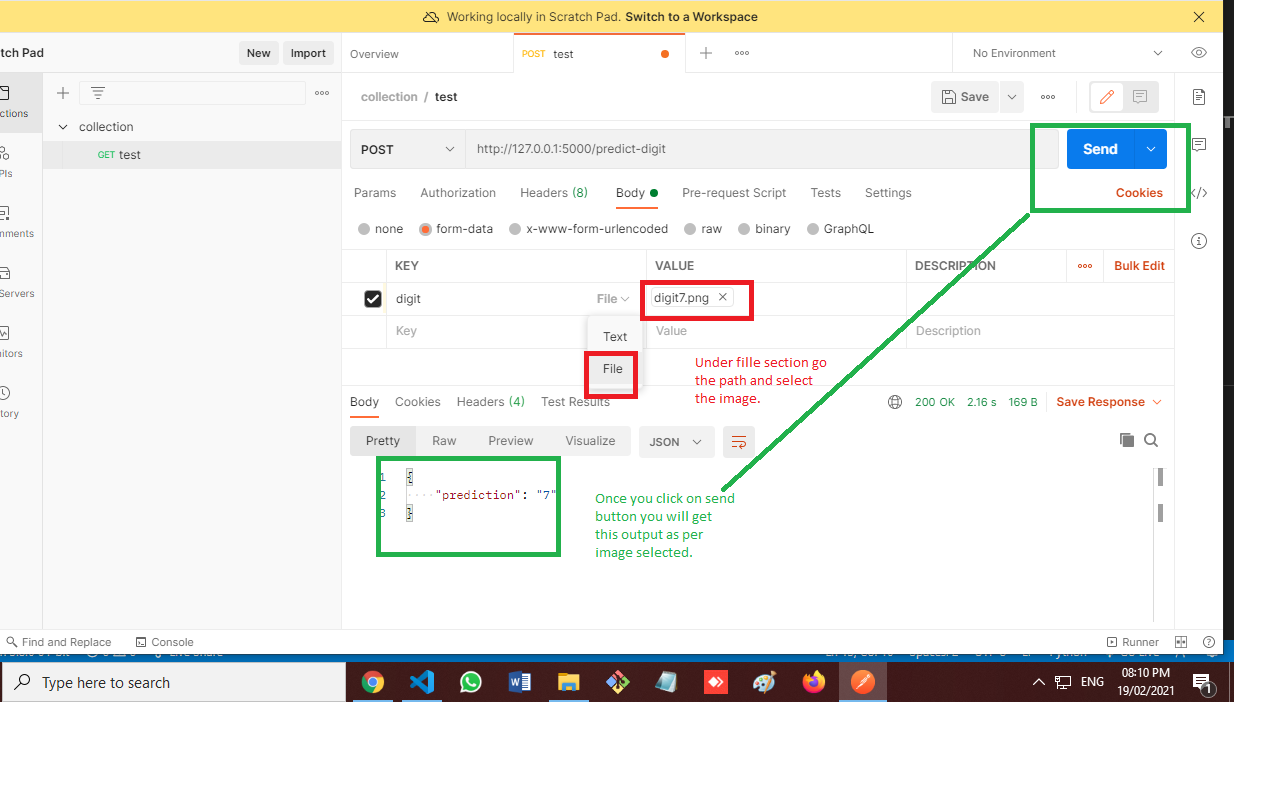 Working locally in Scratch Pad. Switch to a Workspace
tch Pad New Import Overview POST test No Environment
collection / test Save
ctions
collection
GET test
POST http://127.0.0.1:5000/predict-digit Send
PIs
Params Authorization Headers (8) Body Pre-request Script Tests Settings Cookies
none form-data x-www-form-urlencoded raw binary GraphQL
nments
KEY VALUE DESCRIPTION Bulk Edit
Servers
digit File digit7.png
Key Value Description
Text
nitors
File
Under fille section go
the path and select
the image.
Body Cookies Headers (4) Test Results 200 OK 2.16 s 169 B Save Response
tory
Pretty Raw Preview Visualize JSON
1 {
2 "prediction": "7"
3 }
Once you click on send
button you will get
this output as per
image selected.
Find and Replace Console Runner
Type here to search ENG 08:10 PM
19/02/2021
1